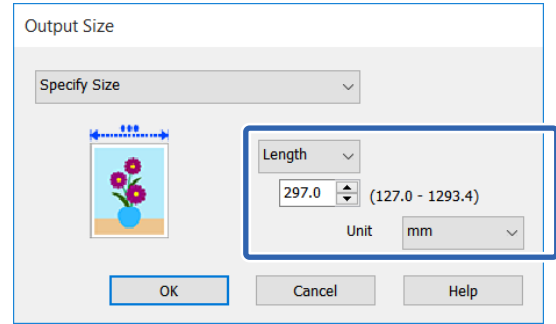 Output Size
Specify Size
Length
297.0 (127.0 - 1293.4)
Unit mm
OK Cancel Help